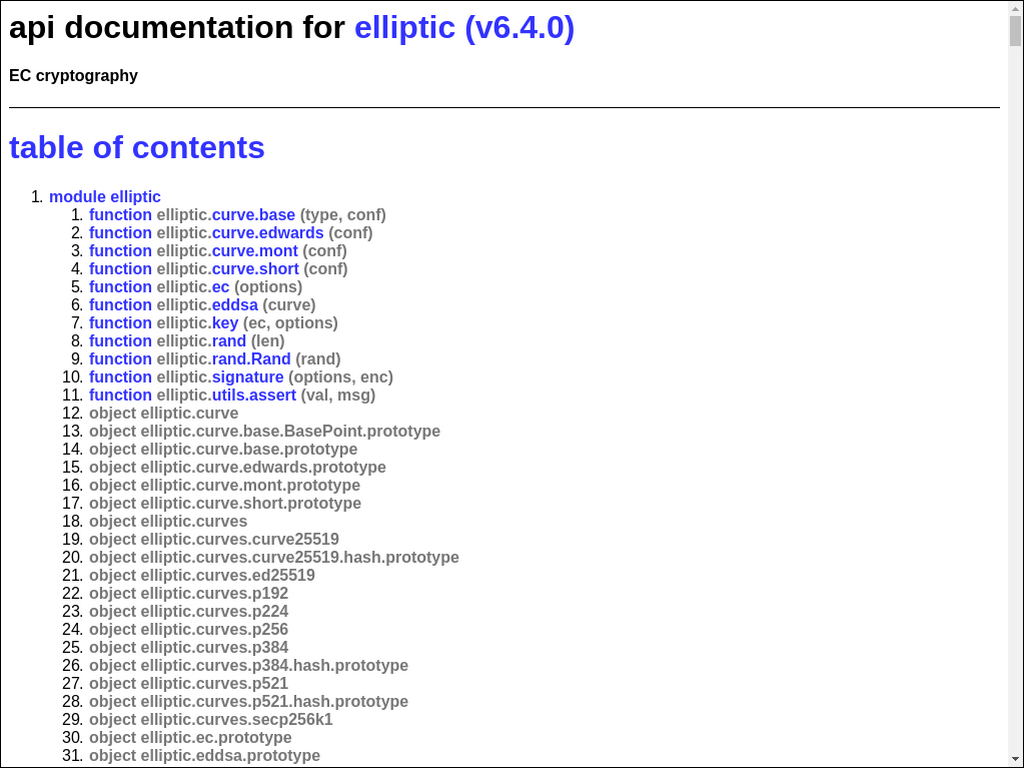 api documentation for elliptic (v6.4.0)
EC cryptography
table of contents
1. module elliptic
1. function elliptic.curve.base (type, conf)
2. function elliptic.curve.edwards (conf)
3. function elliptic.curve.mont (conf)
4. function elliptic.curve.short (conf)
5. function elliptic.ec (options)
6. function elliptic.eddsa (curve)
7. function elliptic.key (ec, options)
8. function elliptic.rand (len)
9. function elliptic.rand.Rand (rand)
10. function elliptic.signature (options, enc)
11. function elliptic.utils.assert (val, msg)
12. object elliptic.curve
13. object elliptic.curve.base.BasePoint.prototype
14. object elliptic.curve.base.prototype
15. object elliptic.curve.edwards.prototype
16. object elliptic.curve.mont.prototype
17. object elliptic.curve.short.prototype
18. object elliptic.curves
19. object elliptic.curves.curve25519
20. object elliptic.curves.curve25519.hash.prototype
21. object elliptic.curves.ed25519
22. object elliptic.curves.p192
23. object elliptic.curves.p224
24. object elliptic.curves.p256
25. object elliptic.curves.p384
26. object elliptic.curves.p384.hash.prototype
27. object elliptic.curves.p521
28. object elliptic.curves.p521.hash.prototype
29. object elliptic.curves.secp256k1
30. object elliptic.ec.prototype
31. object elliptic.eddsa.prototype